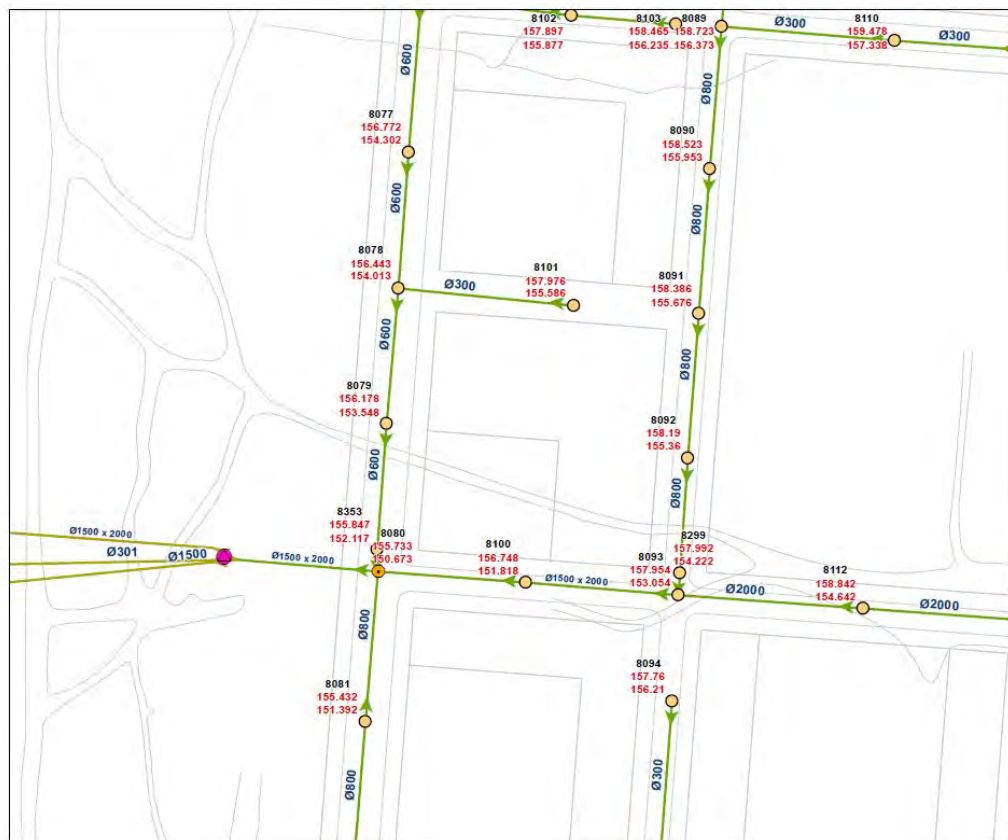 8102
157.897
155.877
8103
158.465
156.235
8089
158.723
156.373
Ø300
8110
159.478
157.338
Ø300
Ø600
Ø800
8077
156.772
154.302
8090
158.523
155.953
Ø600
Ø800
8078
156.443
154.013
Ø300
8101
157.976
155.586
8091
158.386
155.676
Ø600
Ø800
8079
156.178
153.548
8092
158.19
155.36
Ø600
Ø800
8353
155.847
152.117
8080
155.733
150.673
8100
156.748
151.818
8093
157.954
153.054
8299
157.992
154.222
8112
158.842
154.642
Ø1500 x 2000
Ø301
Ø1500
Ø1500 x 2000
Ø1500 x 2000
Ø2000
Ø2000
Ø800
8094
157.76
156.21
8081
155.432
151.392
Ø800
Ø300